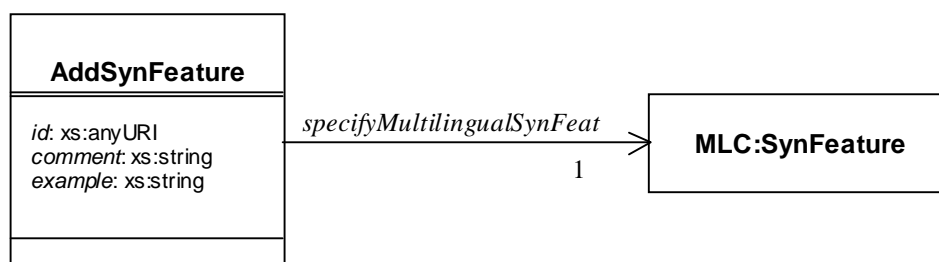 AddSynFeature
id: xs:anyURI
comment: xs:string
example: xs:string
specifyMultilingualSynFeat
1
MLC:SynFeature